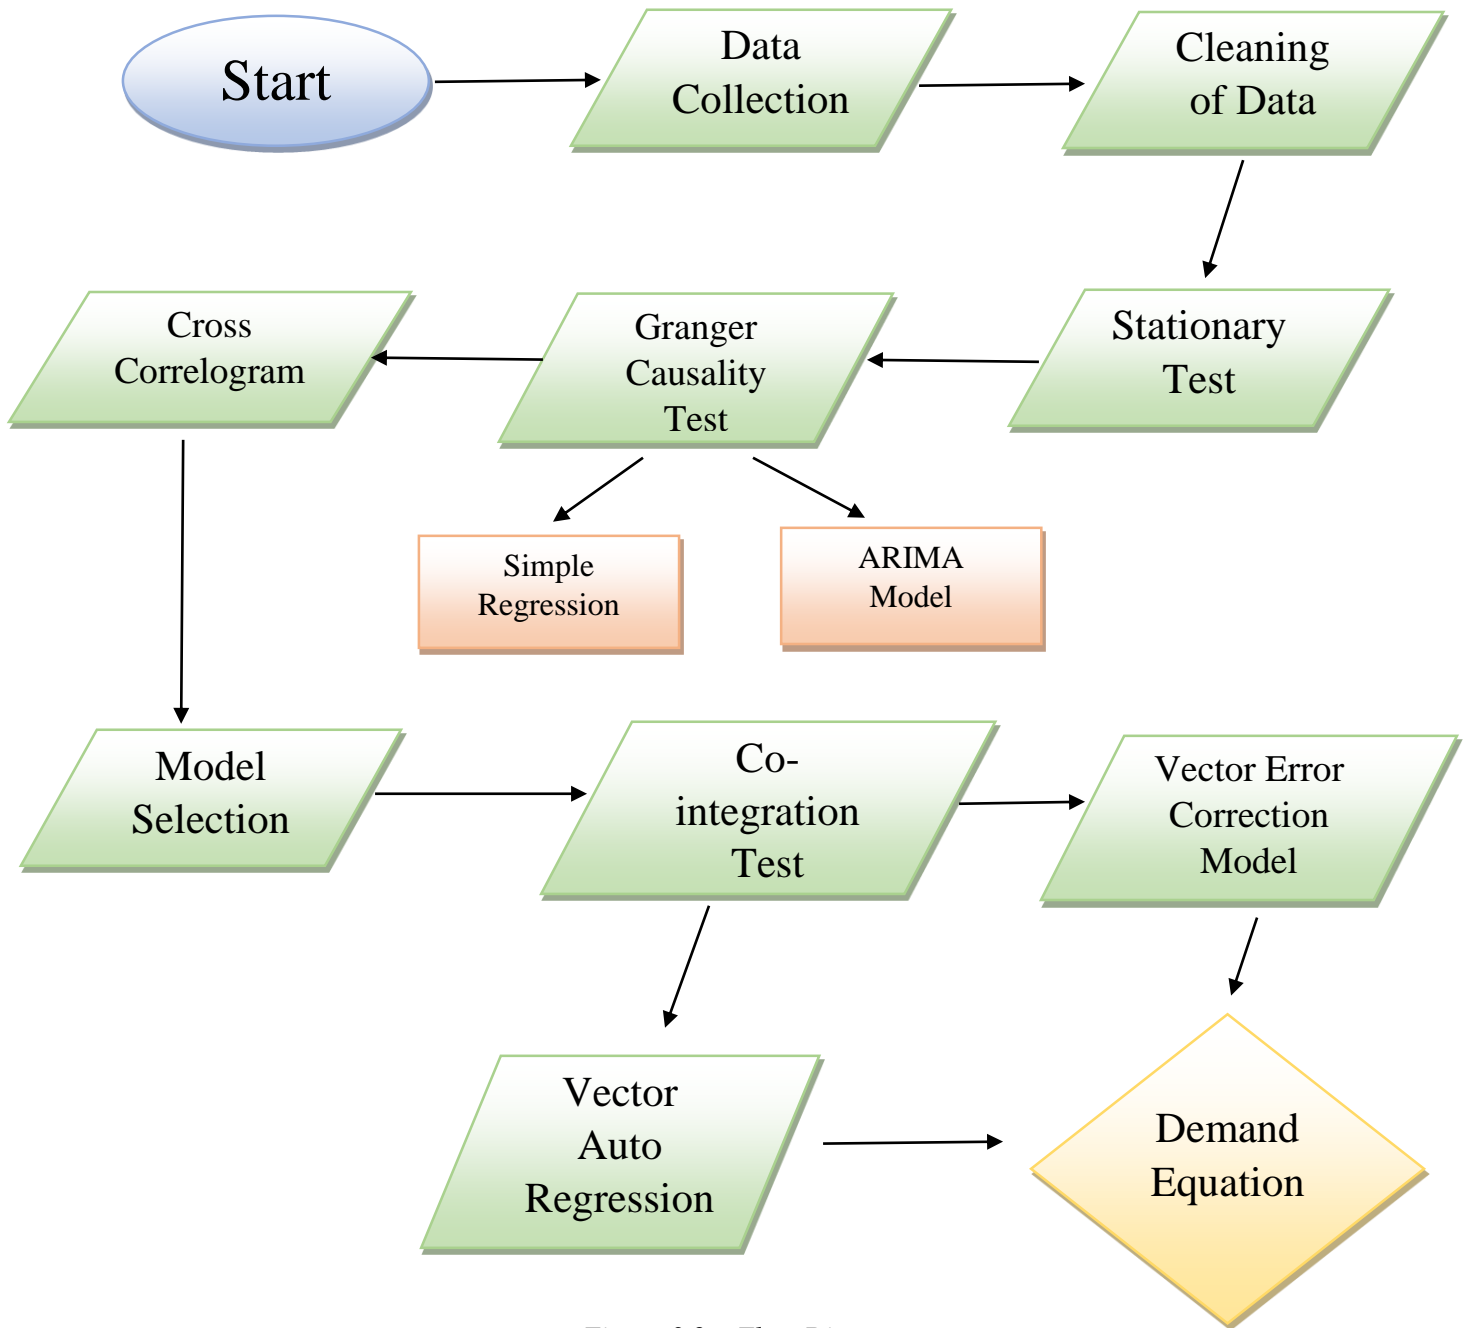 Start
Data
Collection
Cleaning
of Data
Cross
Correlogram
Granger
Causality
Test
Stationary
Test
Simple
Regression
ARIMA
Model
Model
Selection
Co-
integration
Test
Vector Error
Correction
Model
Vector
Auto
Regression
Demand
Equation